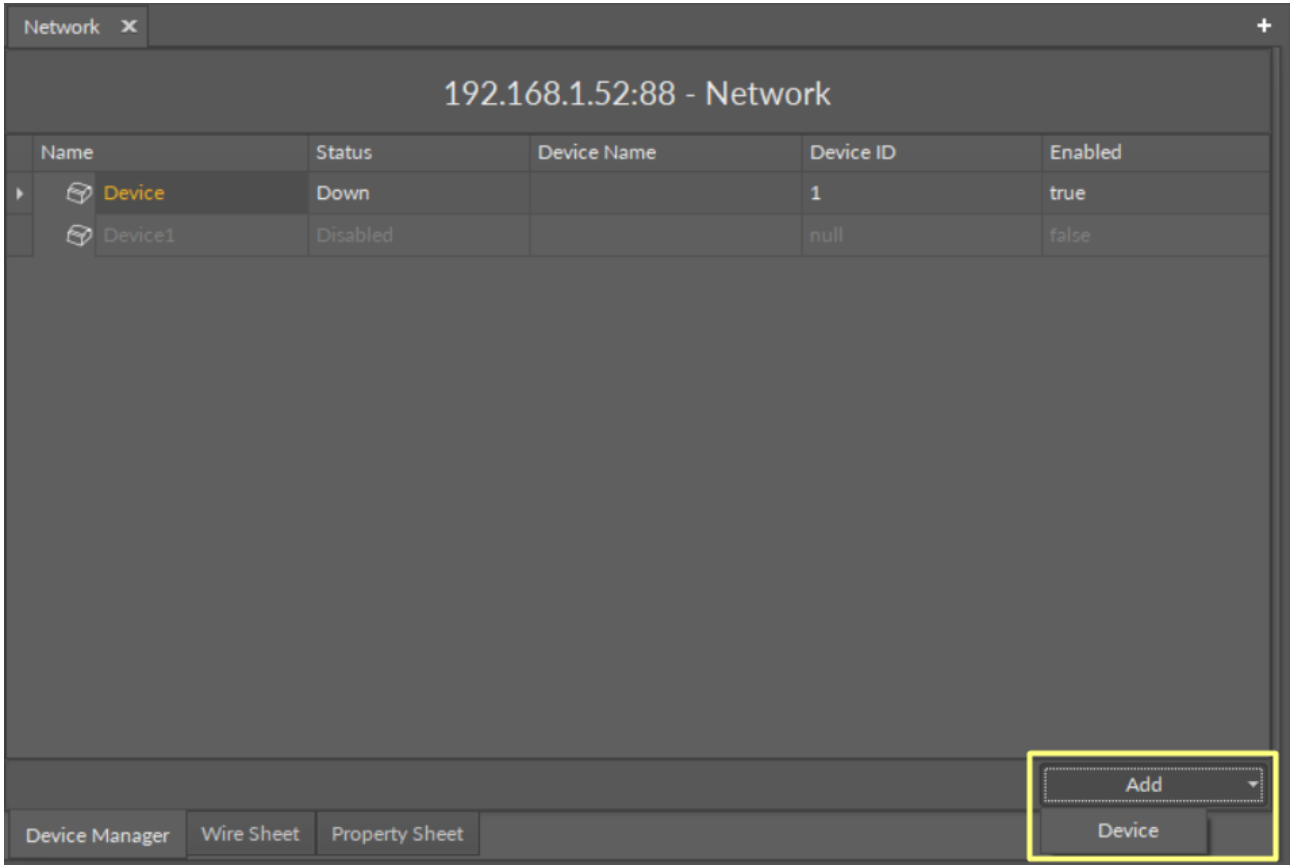 Network
192.168.1.52:88 - Network
Name Status Device Name Device ID Enabled
Device Down 1 true
Device1 Disabled null false
Add
Device Manager Wire Sheet Property Sheet Device